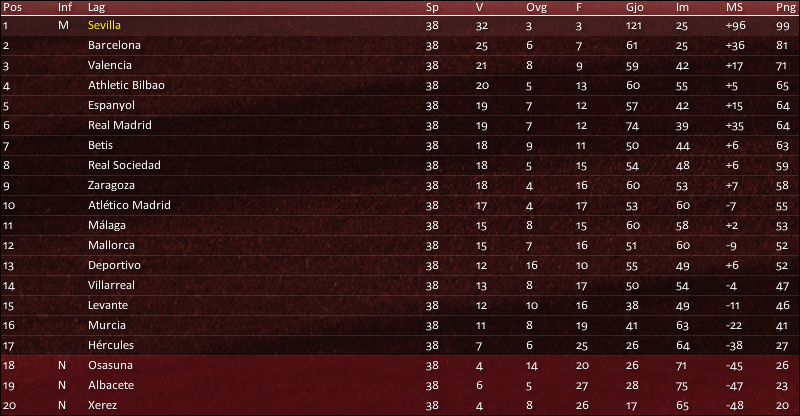 Pos Inf Lag Sp V Ovg F Gjo Im MS Png
1 M Sevilla 38 32 3 3 121 25 +96 99
2 Barcelona 38 25 6 7 61 25 +36 81
3 Valencia 38 21 8 9 59 42 +17 71
4 Athletic Bilbao 38 20 5 13 60 55 +5 65
5 Espanyol 38 19 7 12 57 42 +15 64
6 Real Madrid 38 19 7 12 74 39 +35 64
7 Betis 38 18 9 11 50 44 +6 63
8 Real Sociedad 38 18 5 15 54 48 +6 59
9 Zaragoza 38 18 4 16 60 53 +7 58
10 Atlético Madrid 38 17 4 17 53 60 -7 55
11 Málaga 38 15 8 15 60 58 +2 53
12 Mallorca 38 15 7 16 51 60 -9 52
13 Deportivo 38 12 16 10 55 49 +6 52
14 Villarreal 38 13 8 17 50 54 -4 47
15 Levante 38 12 10 16 38 49 -11 46
16 Murcia 38 11 8 19 41 63 -22 41
17 Hércules 38 7 6 25 26 64 -38 27
18 N Osasuna 38 4 14 20 26 71 -45 26
19 N Albacete 38 6 5 27 28 75 -47 23
20 N Xerez 38 4 8 26 17 65 -48 20